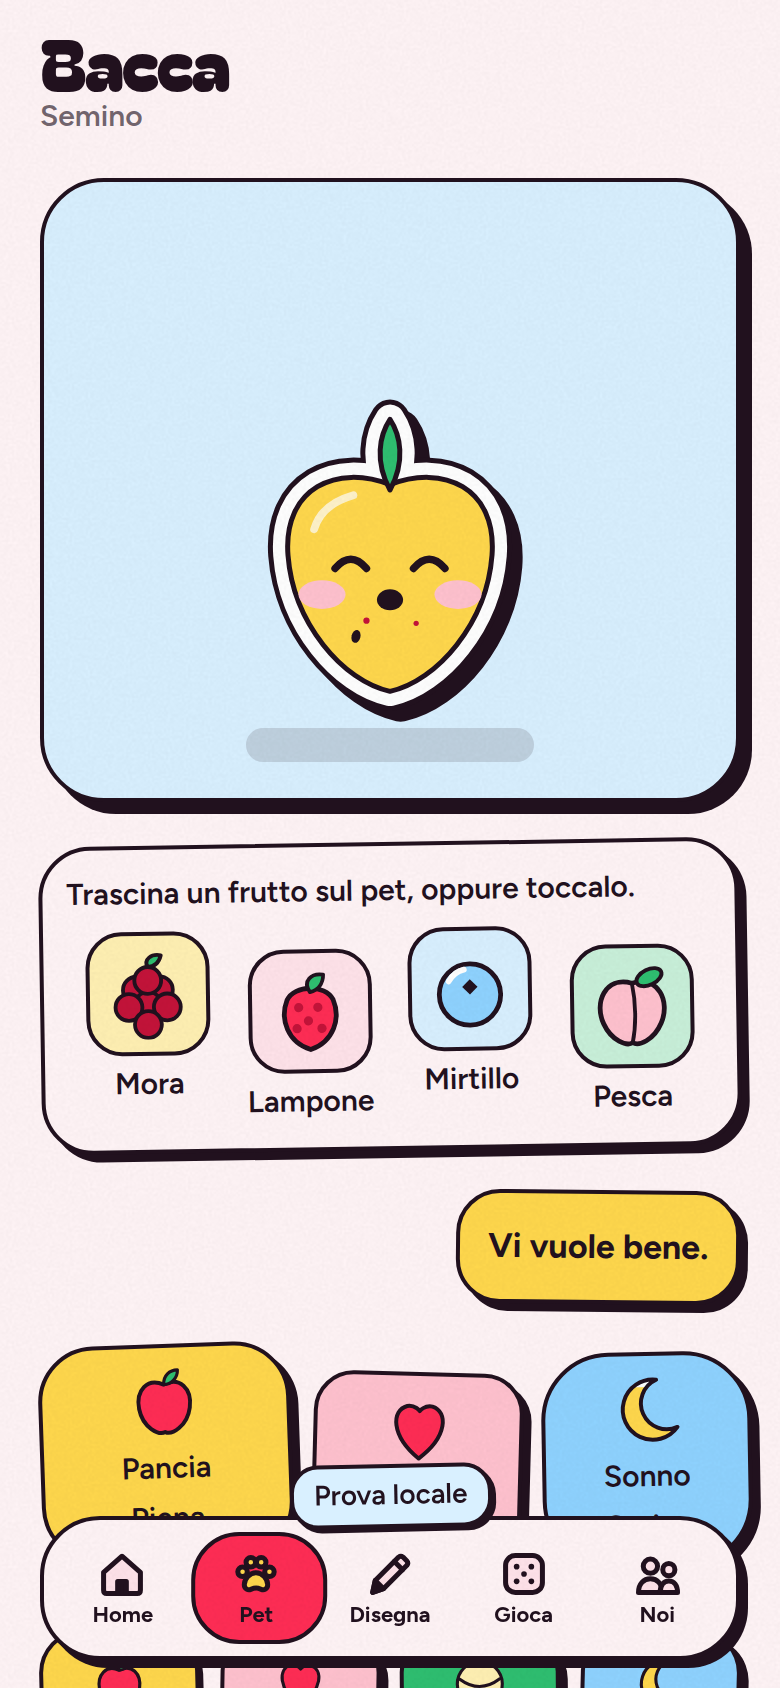 Bacca
Semino
Trascina un frutto sul pet, oppure toccalo.
Mora
Lampone
Mirtillo
Pesca
Vi vuole bene.
Pancia
Sonno
Prova locale
Home
Pet
Disegna
Gioca
Noi